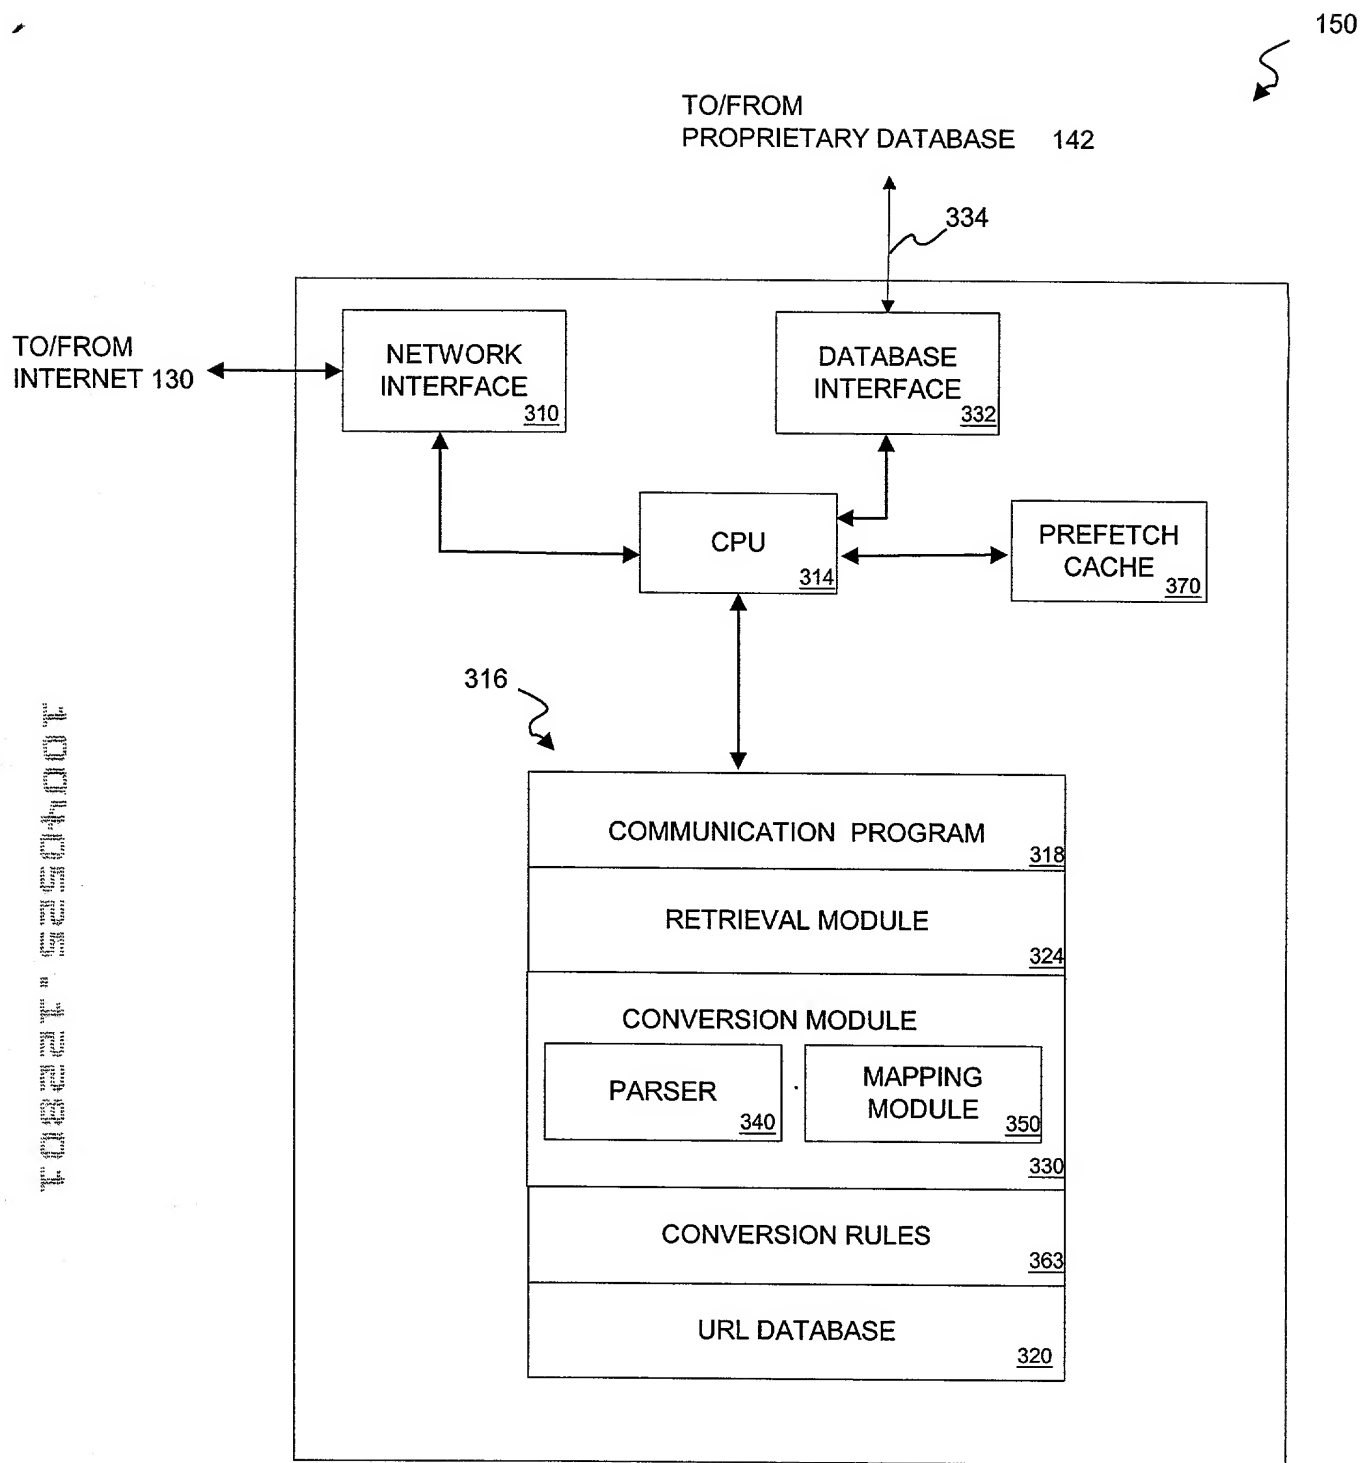 150
TO/FROM
PROPRIETARY DATABASE 142
334
TO/FROM
INTERNET 130
NETWORK
INTERFACE
310
DATABASE
INTERFACE
332
CPU
314
PREFETCH
CACHE
370
316
COMMUNICATION PROGRAM
318
RETRIEVAL MODULE
324
CONVERSION MODULE
PARSER
340
MAPPING
MODULE
350
330
CONVERSION RULES
363
URL DATABASE
320
10040525.122801